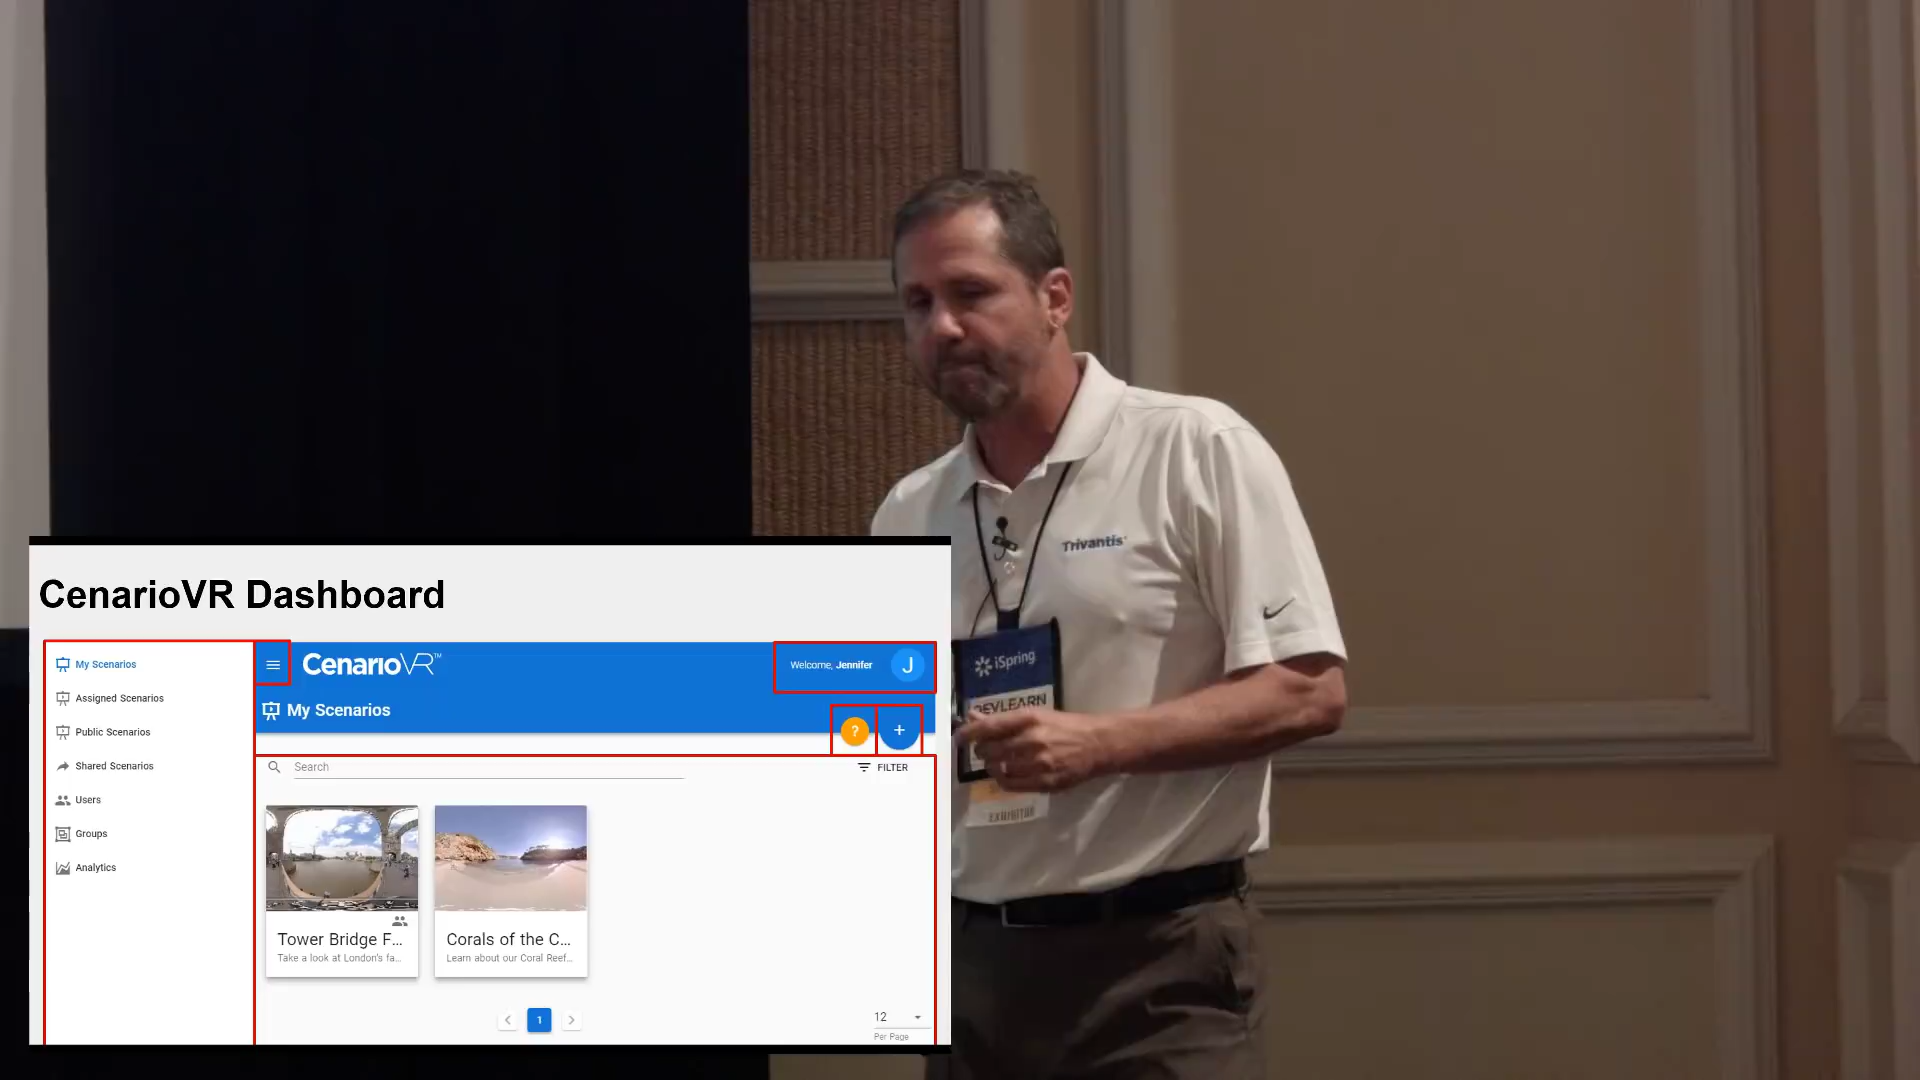 CenarioVR Dashboard
My Scenarios
Assigned Scenarios
Public Scenarios
Shared Scenarios
Users
Groups
Analytics
CenarioVR™
Welcome, Jennifer
J
My Scenarios
?
+
Search
FILTER
Tower Bridge F...
Take a look at London's fa...
Corals of the C...
Learn about our Coral Reef...
1
12
Per Page
Trivantis
iSpring
DEVLEARN
EXHIBITOR